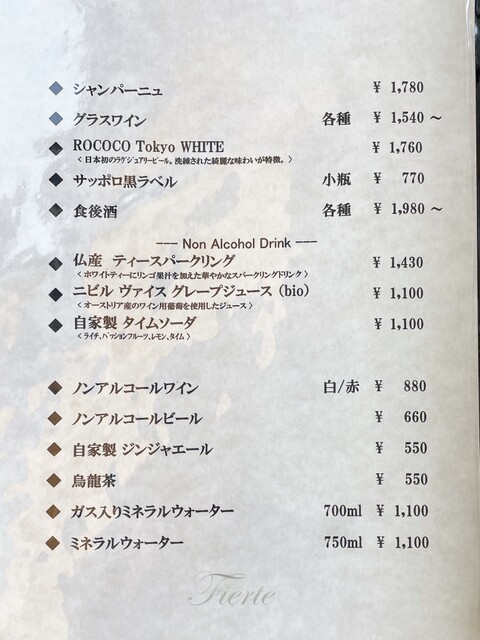 ◆ シャンパーニュ ¥ 1,780
◆ グラスワイン 各種 ¥ 1,540 ~
◆ ROCOCO Tokyo WHITE ¥ 1,760
< 日本初のラグジュアリービール。洗練された綺麗な味わいが特徴。 >
◆ サッポロ黒ラベル 小瓶 ¥ 770
◆ 食後酒 各種 ¥ 1,980 ~
--- Non Alcohol Drink ---
◆ 仏産 ティースパークリング ¥ 1,430
< ホワイトティーにリンゴ果汁を加えた華やかなスパークリングドリンク >
◆ ニビル ヴァイス グレープジュース (bio) ¥ 1,100
< オーストリア産のワイン用葡萄を使用したジュース >
◆ 自家製 タイムソーダ ¥ 1,100
< ライチ、パッションフルーツ、レモン、タイム >
◆ ノンアルコールワイン 白/赤 ¥ 880
◆ ノンアルコールビール ¥ 660
◆ 自家製 ジンジャエール ¥ 550
◆ 烏龍茶 ¥ 550
◆ ガス入りミネラルウォーター 700ml ¥ 1,100
◆ ミネラルウォーター 750ml ¥ 1,100
Fierte